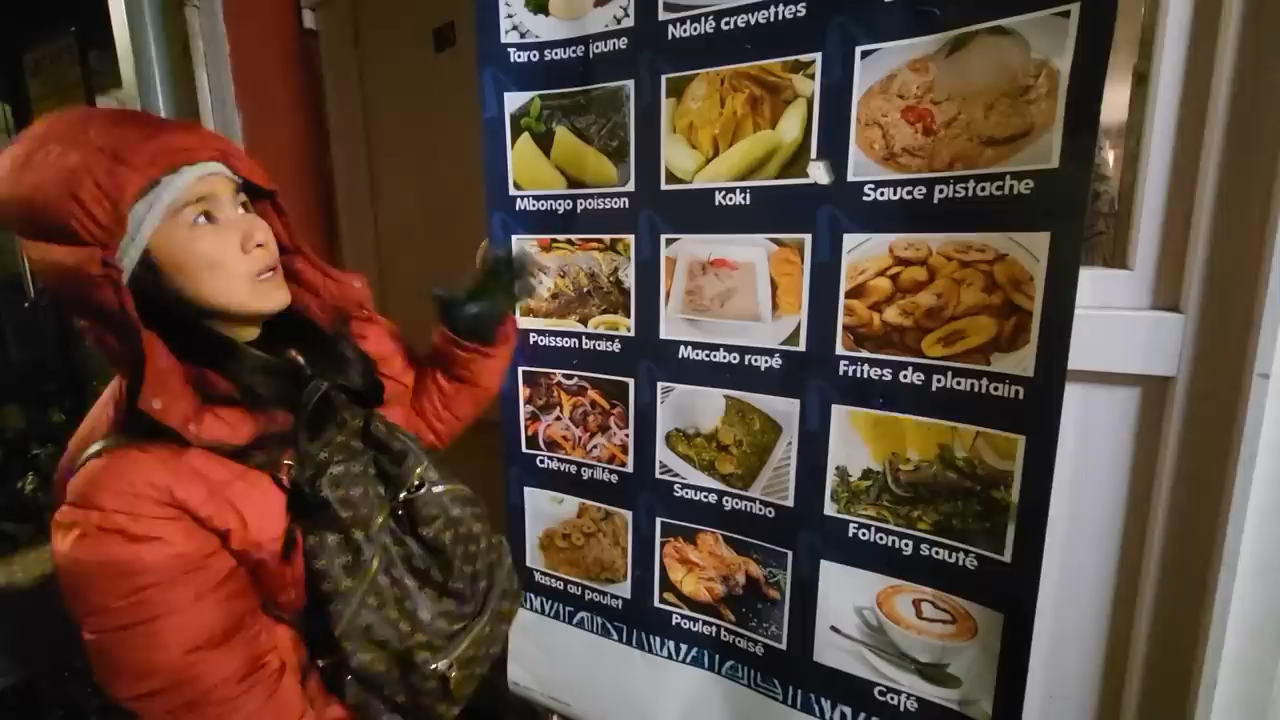 Taro sauce jaune
Ndolé crevettes
Mbongo poisson
Koki
Sauce pistache
Poisson braisé
Macabo rapé
Frites de plantain
Chèvre grillée
Sauce gombo
Folong sauté
Yassa au poulet
Poulet braisé
Café